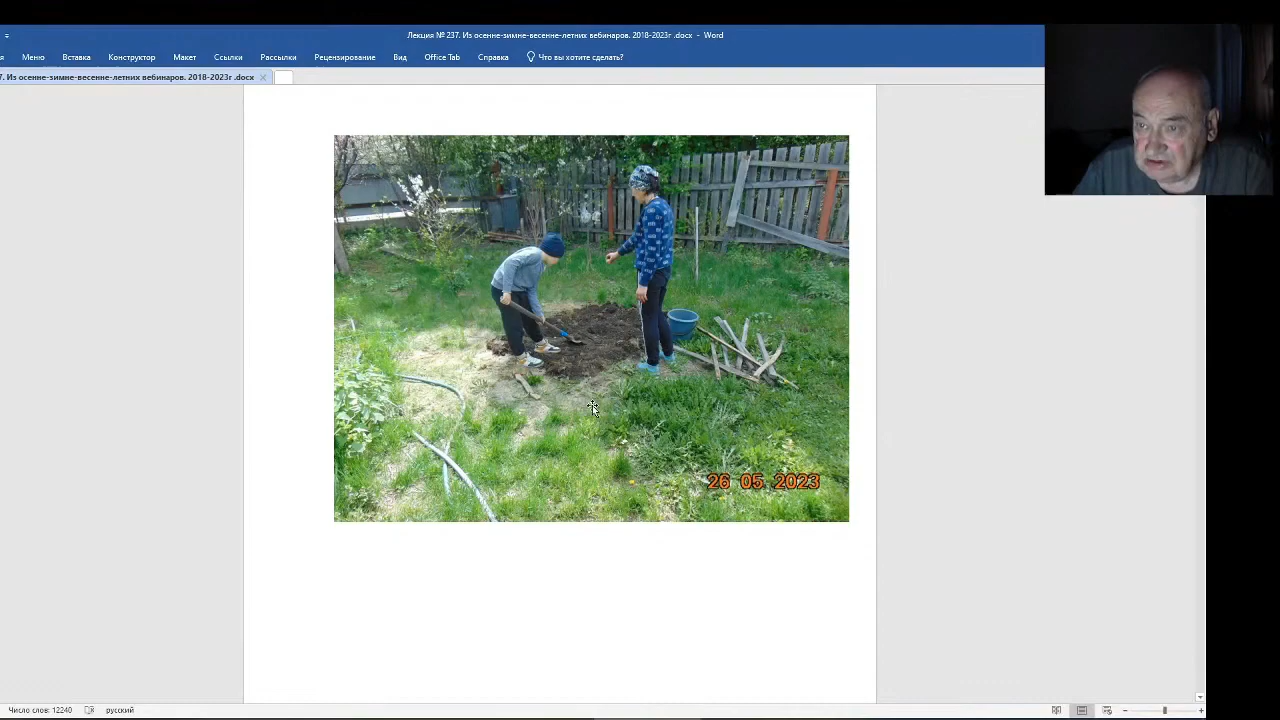 Лекция № 237. Из осенне-зимне-весенне-летних вебинаров. 2018-2023г .docx - Word
Меню Вставка Конструктор Макет Ссылки Рассылки Рецензирование Вид Office Tab Справка Что вы хотите сделать?
7. Из осенне-зимне-весенне-летних вебинаров. 2018-2023г .docx
26 05 2023
Число слов: 12240 русский